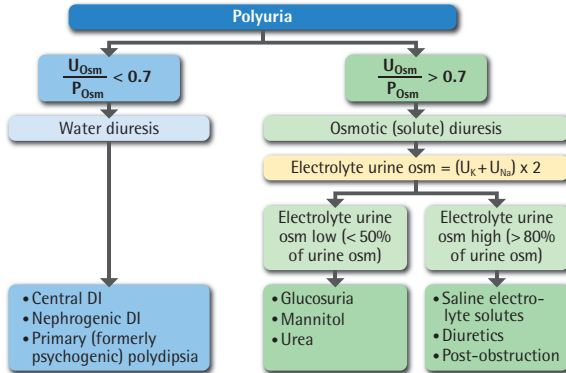 Polyuria
U_Osm
P_Osm
< 0.7
U_Osm
P_Osm
> 0.7
Water diuresis
Osmotic (solute) diuresis
Electrolyte urine osm = (U_K + U_Na) x 2
Electrolyte urine
osm low (< 50%
of urine osm)
Electrolyte urine
osm high (> 80%
of urine osm)
• Central DI
• Nephrogenic DI
• Primary (formerly
psychogenic) polydipsia
• Glucosuria
• Mannitol
• Urea
• Saline electro-
lyte solutes
• Diuretics
• Post-obstruction